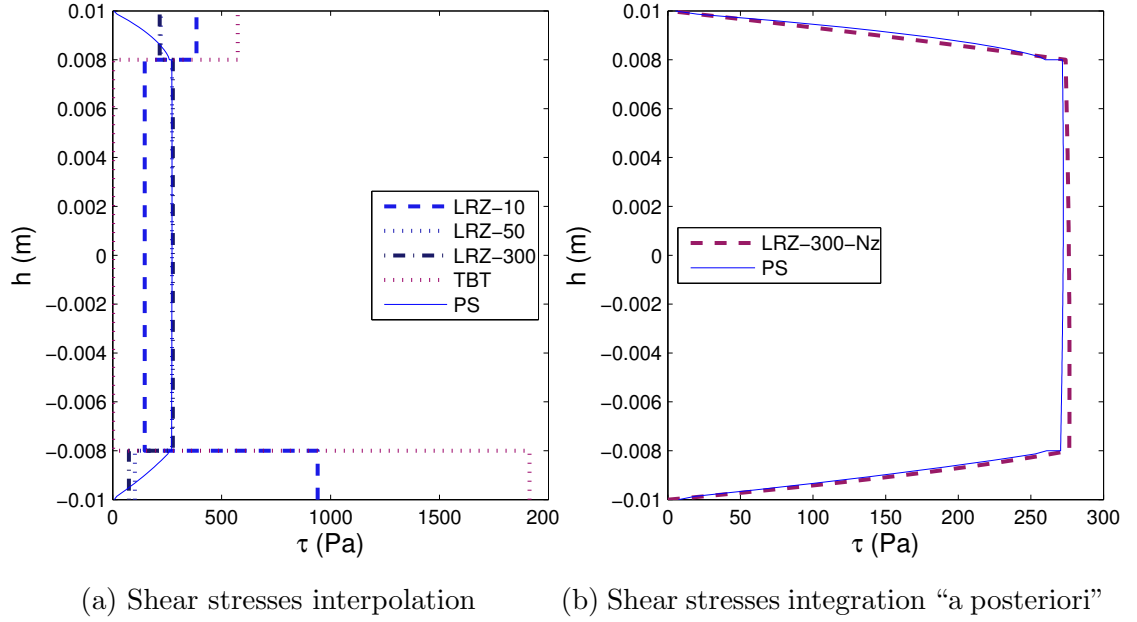 0.01
0.008
0.006
0.004
0.002
0
−0.002
−0.004
−0.006
−0.008
−0.01
h (m)
0
500
1000
1500
200
τ (Pa)
LRZ−10
LRZ−50
LRZ−300
TBT
PS
(a) Shear stresses interpolation
0.01
0.008
0.006
0.004
0.002
0
−0.002
−0.004
−0.006
−0.008
−0.01
h (m)
0
50
100
150
200
250
300
τ (Pa)
LRZ−300−Nz
PS
(b) Shear stresses integration “a posteriori”